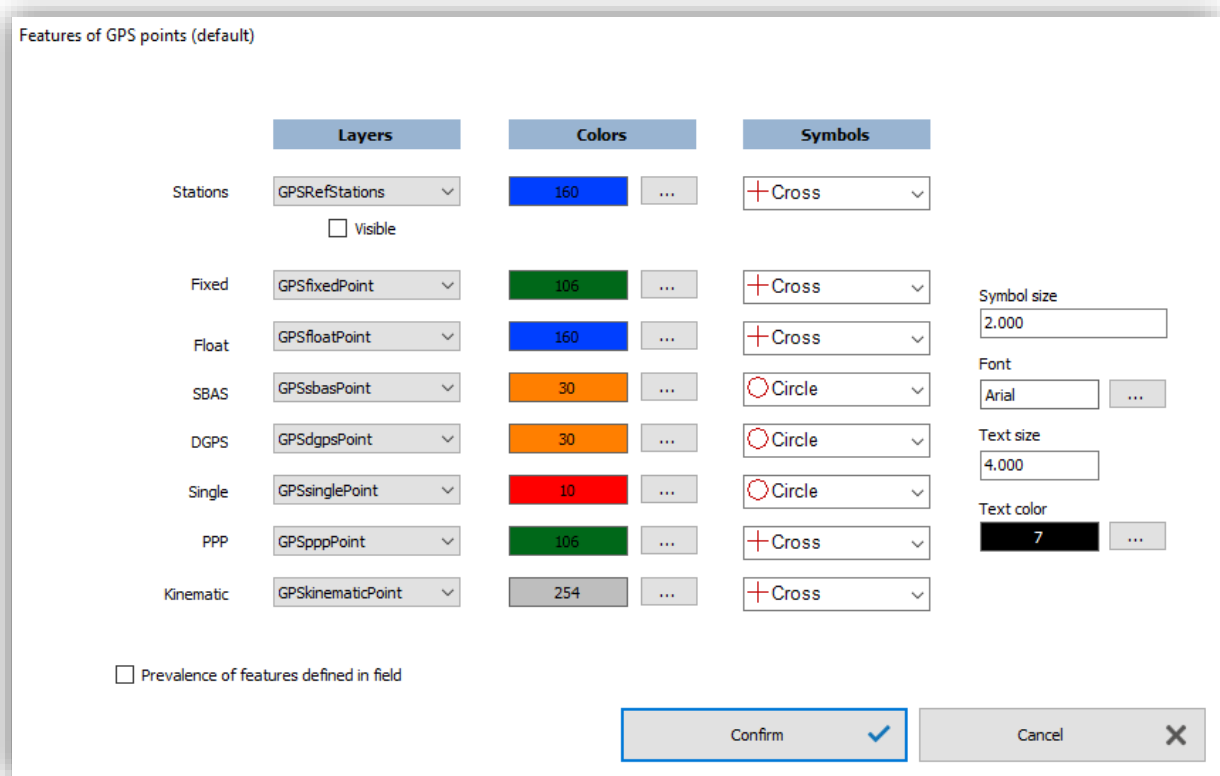 Features of GPS points (default)
Layers Colors Symbols
Stations GPSRefStations 160 ... Cross
Visible
Fixed GPSfixedPoint 106 ... Cross
Symbol size
2.000
Float GPSfloatPoint 160 ... Cross
Font
SBAS GPSsbasPoint 30 ... Circle
Arial ...
DGPS GPSdgpsPoint 30 ... Circle
Text size
4.000
Single GPSsinglePoint 10 ... Circle
Text color
PPP GPSpppPoint 106 ... Cross
7 ...
Kinematic GPSkinematicPoint 254 ... Cross
Prevalence of features defined in field
Confirm Cancel